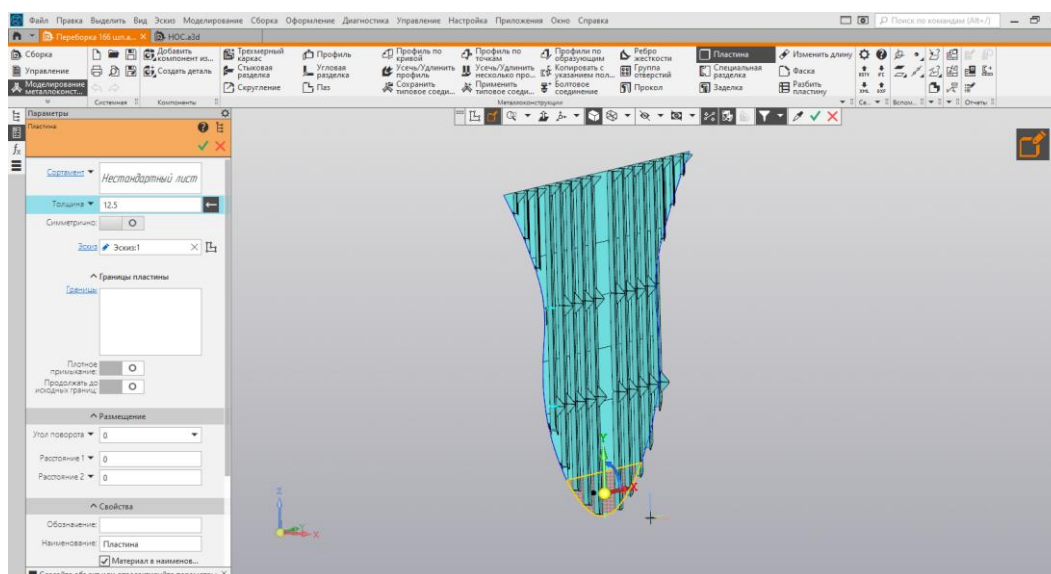 Файл Правка Выделить Вид Эскиз Моделирование Сборка Оформление Диагностика Управление Настройка Приложения Окно Справка
Поиск по командам (Alt+/)
Переборка 166 шп.a... × НОС.a3d
Сборка
Управление
Моделирование
металлоконст...
Добавить
компонент из...
Создать деталь
Трехмерный
каркас
Стыковая
разделка
Скругление
Профиль
Угловая
разделка
Паз
Профиль по
кривой
Усечь/Удлинить
профиль
Сохранить
типовое соеди...
Профиль по
точкам
Усечь/Удлинить
несколько про...
Применить
типовое соеди...
Профили по
образующим
Копировать с
указанием пол...
Болтовое
соединение
Ребро
жесткости
Группа
отверстий
Прокол
Пластина
Специальная
разделка
Заделка
Изменить длину
Фаска
Разбить
пластину
Системная
Компоненты
Металлоконструкции
Вспом...
Отчеты
Параметры
Пластина
Сортамент
Нестандартный лист
Толщина 12.5
Симметрично:
Эскиз Эскиз:1
Границы пластины
Границы
Плотное
примыкание:
Продолжать до
исходных границ:
Размещение
Угол поворота 0
Расстояние 1 0
Расстояние 2 0
Свойства
Обозначение:
Наименование: Пластина
Материал в наименов...
Z
Y
X
Y
X